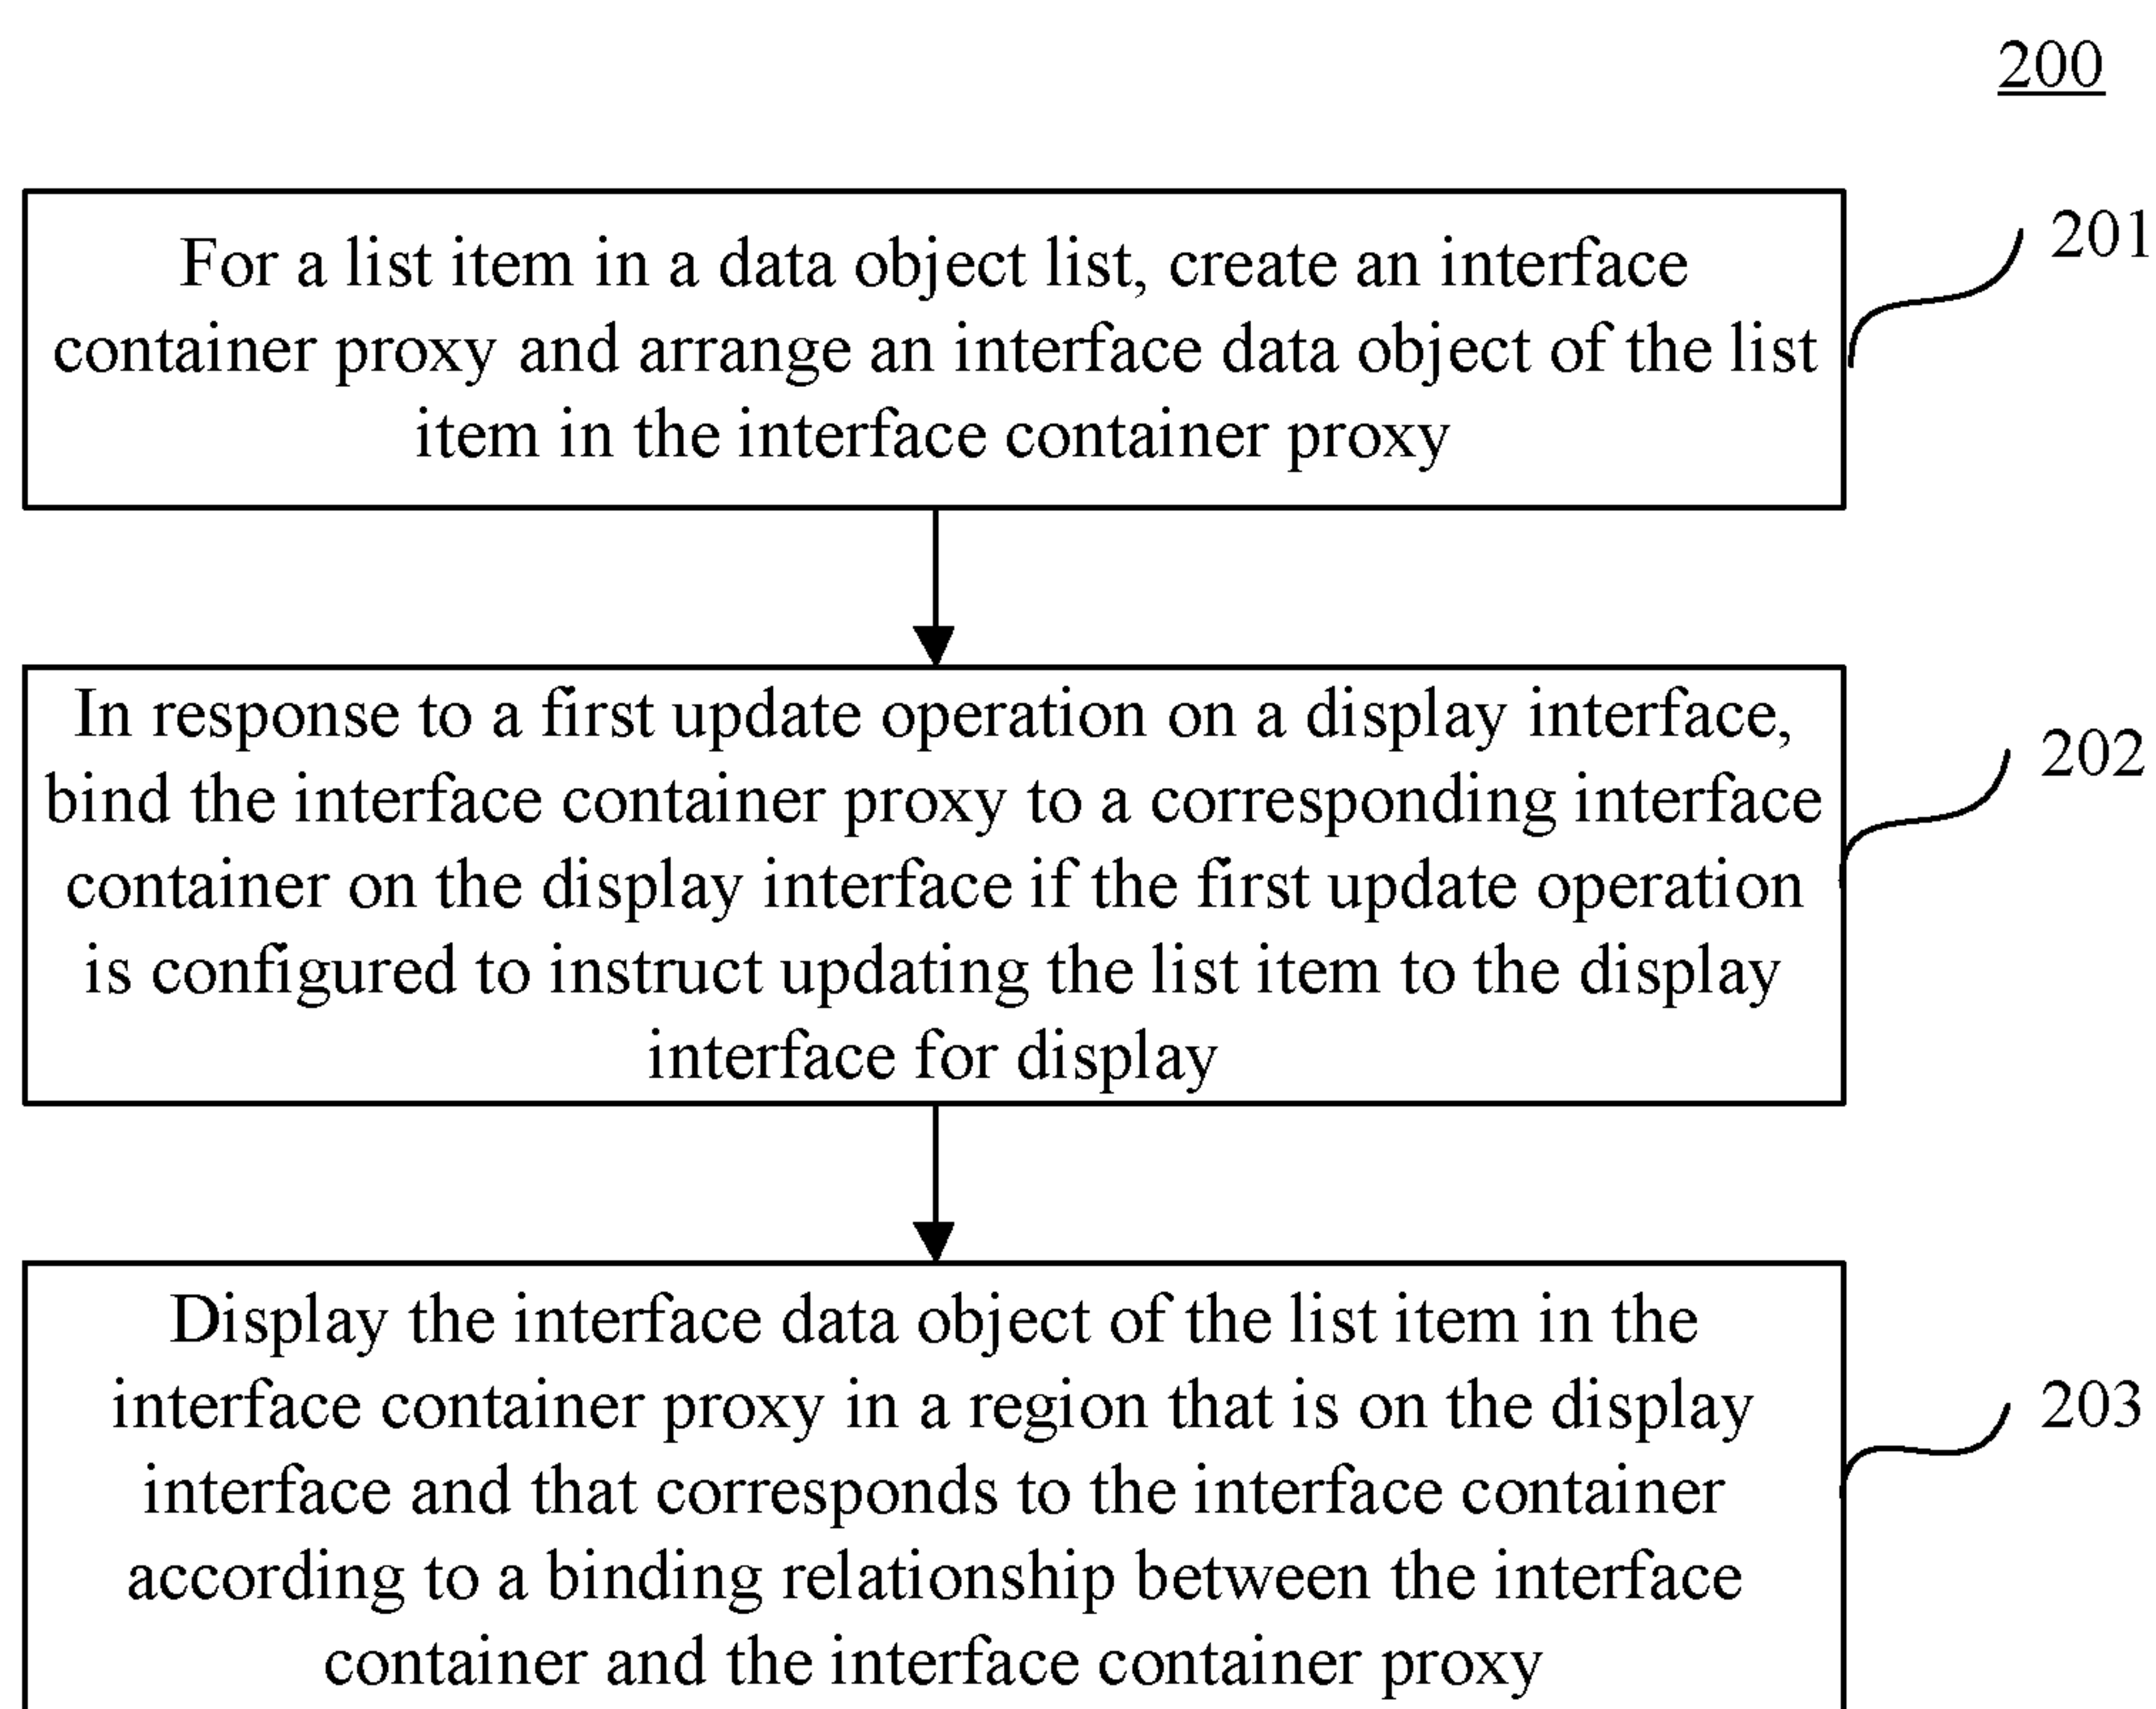 200
For a list item in a data object list, create an interface
container proxy and arrange an interface data object of the list
item in the interface container proxy
201
In response to a first update operation on a display interface,
bind the interface container proxy to a corresponding interface
container on the display interface if the first update operation
is configured to instruct updating the list item to the display
interface for display
202
Display the interface data object of the list item in the
interface container proxy in a region that is on the display
interface and that corresponds to the interface container
according to a binding relationship between the interface
container and the interface container proxy
203